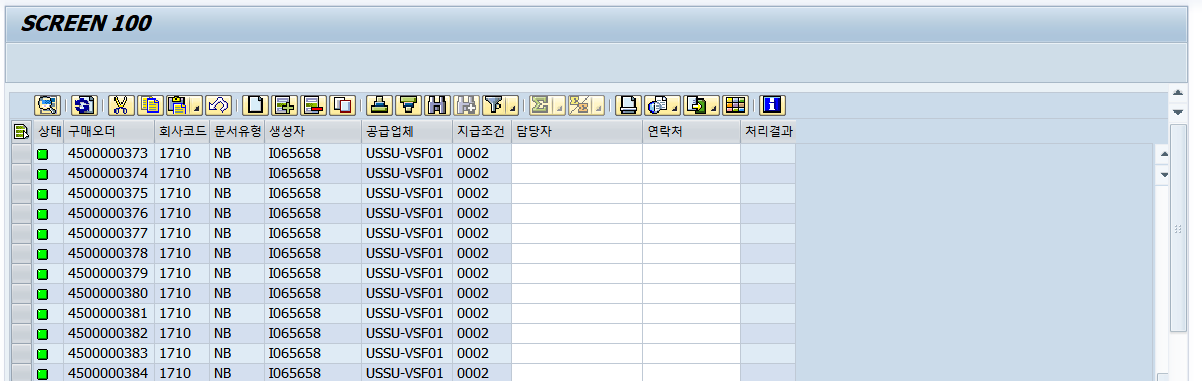 SCREEN 100
상태 구매오더 회사코드 문서유형 생성자 공급업체 지급조건 담당자 연락처 처리결과
4500000373 1710 NB I065658 USSU-VSF01 0002
4500000374 1710 NB I065658 USSU-VSF01 0002
4500000375 1710 NB I065658 USSU-VSF01 0002
4500000376 1710 NB I065658 USSU-VSF01 0002
4500000377 1710 NB I065658 USSU-VSF01 0002
4500000378 1710 NB I065658 USSU-VSF01 0002
4500000379 1710 NB I065658 USSU-VSF01 0002
4500000380 1710 NB I065658 USSU-VSF01 0002
4500000381 1710 NB I065658 USSU-VSF01 0002
4500000382 1710 NB I065658 USSU-VSF01 0002
4500000383 1710 NB I065658 USSU-VSF01 0002
4500000384 1710 NB I065658 USSU-VSF01 0002